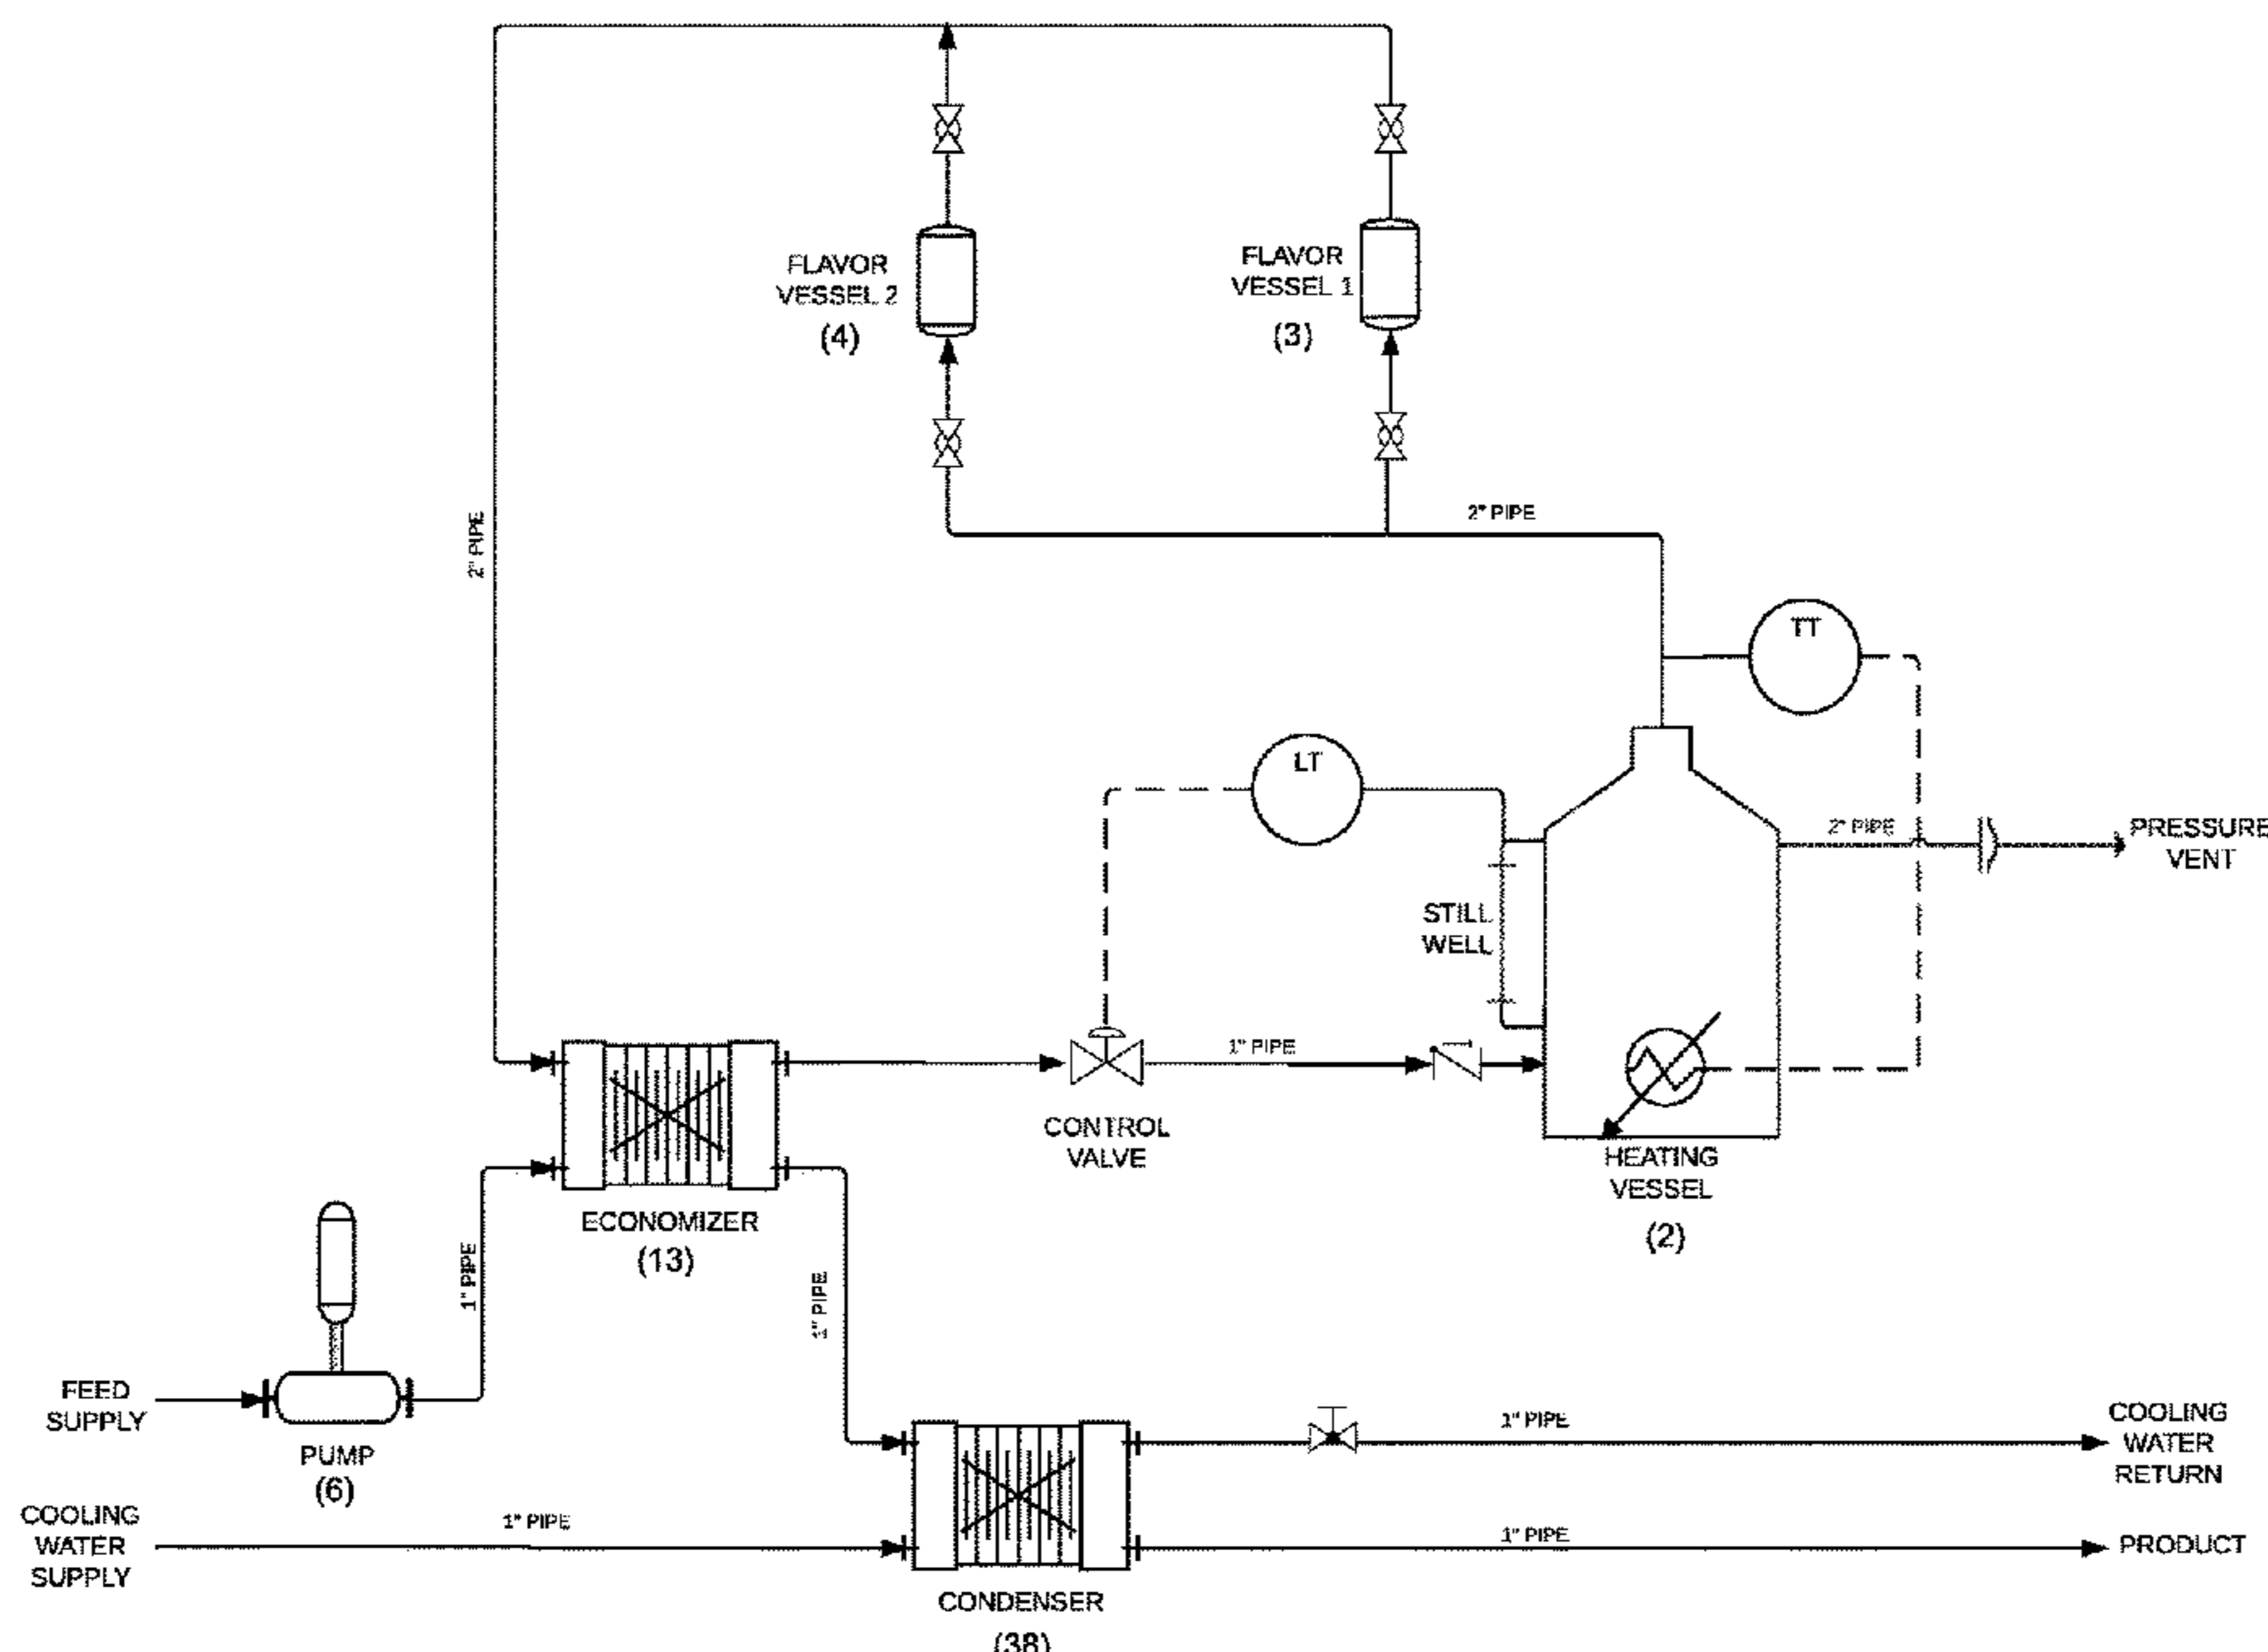 FLAVOR
VESSEL 2
(4)
FLAVOR
VESSEL 1
(3)
2" PIPE
2" PIPE
TT
LT
2" PIPE
PRESSURE
VENT
STILL
WELL
1" PIPE
CONTROL
VALVE
HEATING
VESSEL
(2)
ECONOMIZER
(13)
1" PIPE
1" PIPE
FEED
SUPPLY
PUMP
(6)
1" PIPE
COOLING
WATER
RETURN
COOLING
WATER
SUPPLY
1" PIPE
1" PIPE
PRODUCT
CONDENSER
(38)